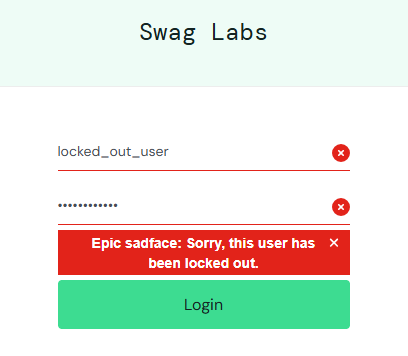 Swag Labs
locked_out_user
••••••••••••
Epic sadface: Sorry, this user has
been locked out.
Login